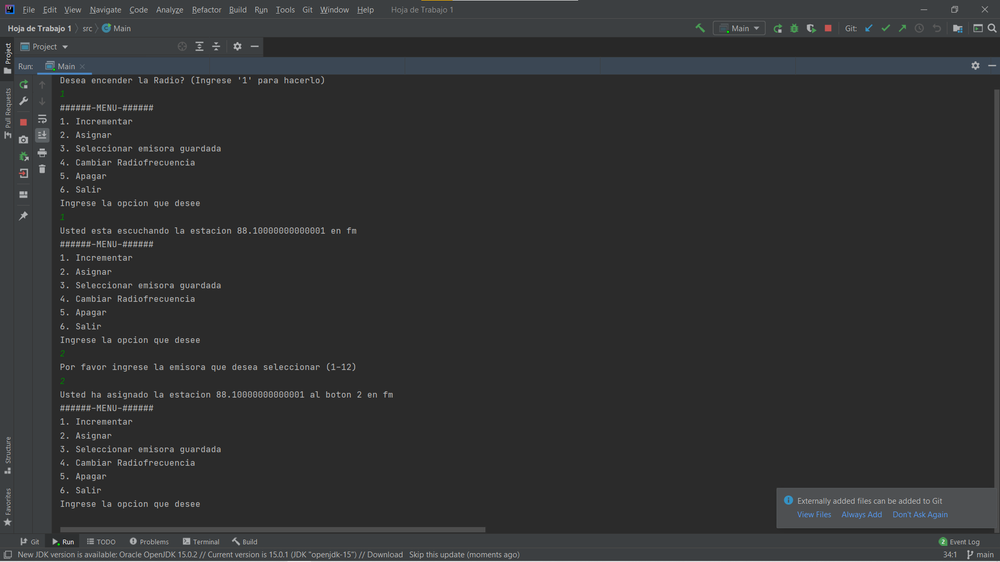 File Edit View Navigate Code Analyze Refactor Build Run Tools Git Window Help Hoja de Trabajo 1
Hoja de Trabajo 1 src Main
Main Git:
Project
Project
Pull Requests
Structure
Favorites
Run: Main
Desea encender la Radio? (Ingrese '1' para hacerlo)
1
######-MENU-######
1. Incrementar
2. Asignar
3. Seleccionar emisora guardada
4. Cambiar Radiofrecuencia
5. Apagar
6. Salir
Ingrese la opcion que desee
1
Usted esta escuchando la estacion 88.10000000000001 en fm
######-MENU-######
1. Incrementar
2. Asignar
3. Seleccionar emisora guardada
4. Cambiar Radiofrecuencia
5. Apagar
6. Salir
Ingrese la opcion que desee
2
Por favor ingrese la emisora que desea seleccionar (1-12)
2
Usted ha asignado la estacion 88.10000000000001 al boton 2 en fm
######-MENU-######
1. Incrementar
2. Asignar
3. Seleccionar emisora guardada
4. Cambiar Radiofrecuencia
5. Apagar
6. Salir
Ingrese la opcion que desee
Externally added files can be added to Git
View Files Always Add Don't Ask Again
Git Run TODO Problems Terminal Build 2 Event Log
New JDK version is available: Oracle OpenJDK 15.0.2 // Current version is 15.0.1 (JDK "openjdk-15") // Download Skip this update (moments ago) 34:1 main